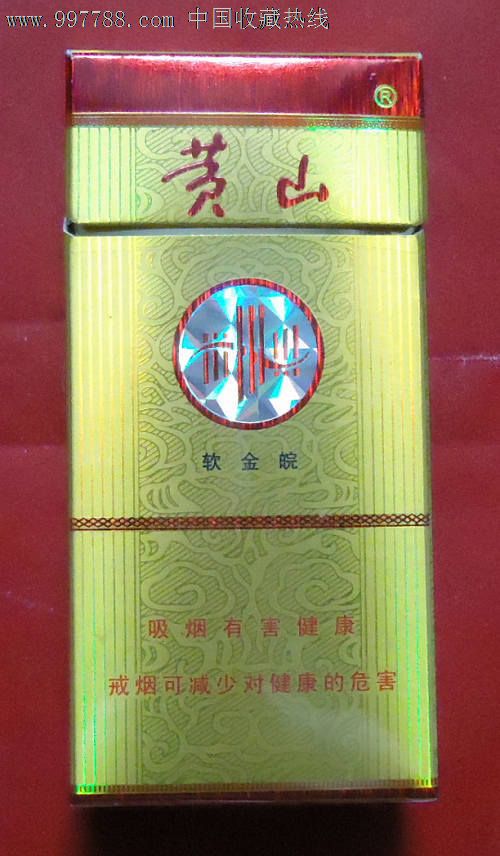 www.997788.com 中国收藏热线
®
黄山
软金皖
吸烟有害健康
戒烟可减少对健康的危害